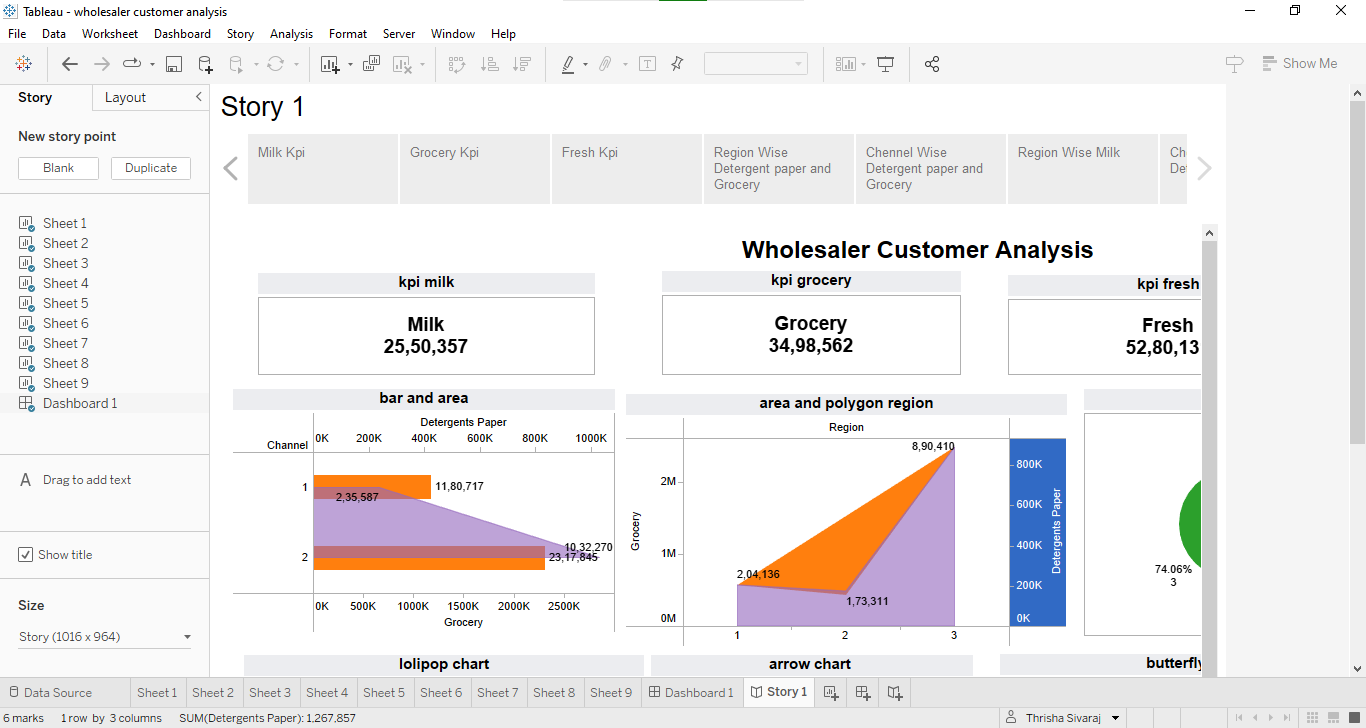 Tableau - wholesaler customer analysis
File Data Worksheet Dashboard Story Analysis Format Server Window Help
Show Me
Story Layout
New story point
Blank Duplicate
Sheet 1
Sheet 2
Sheet 3
Sheet 4
Sheet 5
Sheet 6
Sheet 7
Sheet 8
Sheet 9
Dashboard 1
A Drag to add text
Show title
Size
Story (1016 x 964)
Story 1
Milk Kpi
Grocery Kpi
Fresh Kpi
Region Wise
Detergent paper and
Grocery
Chennel Wise
Detergent paper and
Grocery
Region Wise Milk
Ch
Det
Wholesaler Customer Analysis
kpi milk
Milk
25,50,357
kpi grocery
Grocery
34,98,562
kpi fresh
Fresh
52,80,13
bar and area
Detergents Paper
Channel
0K 200K 400K 600K 800K 1000K
1
11,80,717
2,35,587
2
10,32,270
23,17,845
0K 500K 1000K 1500K 2000K 2500K
Grocery
area and polygon region
Region
8,90,410
2M
1M
0M
Grocery
2,04,136
1,73,311
1 2 3
800K
600K
400K
200K
0K
Detergents Paper
74.06%
3
lolipop chart
arrow chart
butterfly
Data Source Sheet 1 Sheet 2 Sheet 3 Sheet 4 Sheet 5 Sheet 6 Sheet 7 Sheet 8 Sheet 9 Dashboard 1 Story 1
6 marks 1 row by 3 columns SUM(Detergents Paper): 1,267,857
Thrisha Sivaraj